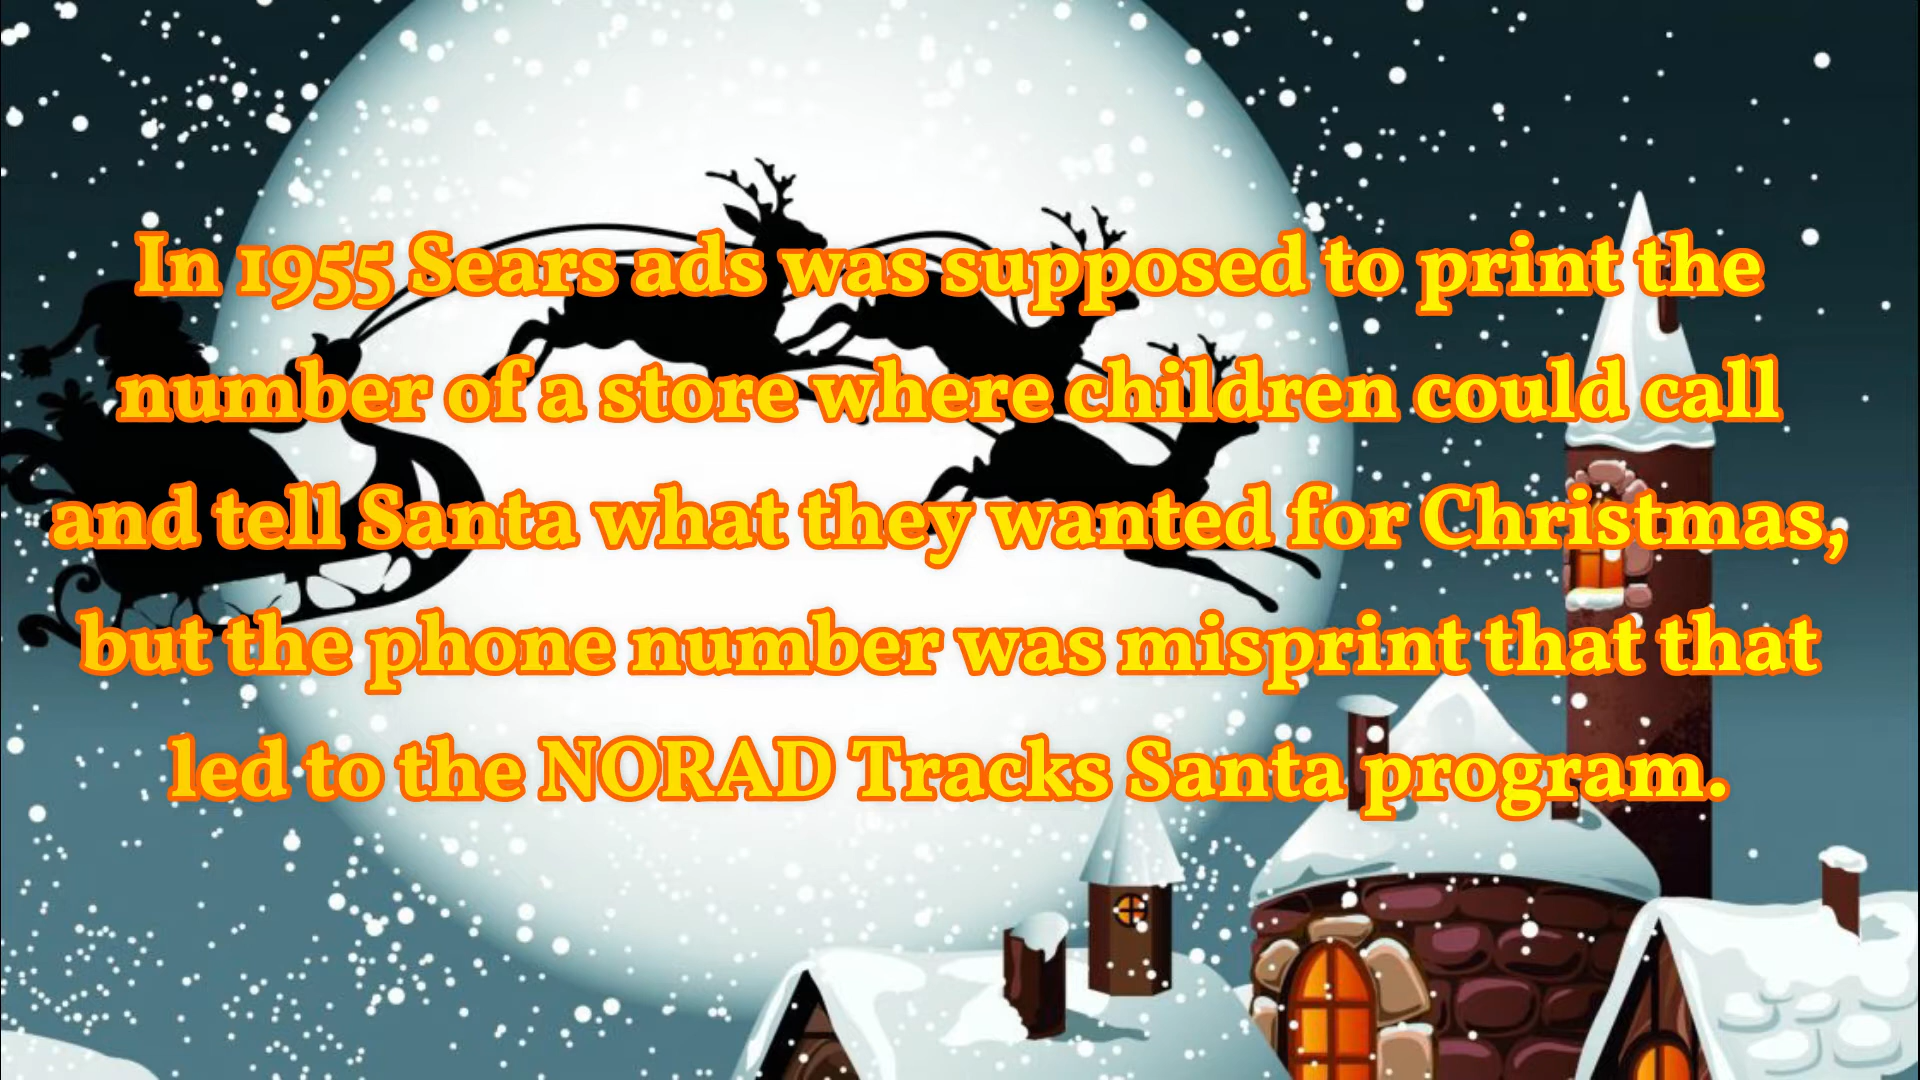 In 1955 Sears ads was supposed to print the
number of a store where children could call
and tell Santa what they wanted for Christmas,
but the phone number was misprint that that
led to the NORAD Tracks Santa program.